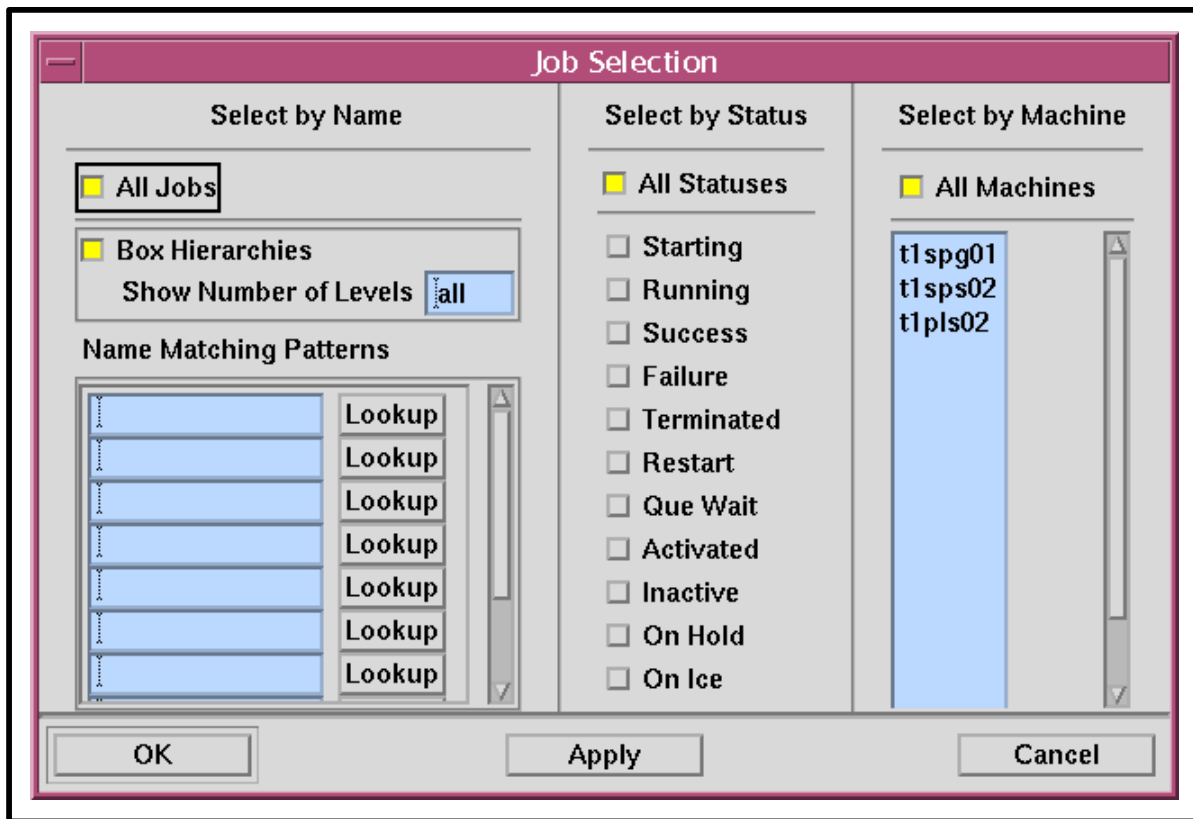 Job Selection
Select by Name
All Jobs
Box Hierarchies
Show Number of Levels all
Name Matching Patterns
Lookup
Lookup
Lookup
Lookup
Lookup
Lookup
Lookup
Select by Status
All Statuses
Starting
Running
Success
Failure
Terminated
Restart
Que Wait
Activated
Inactive
On Hold
On Ice
Select by Machine
All Machines
t1spg01
t1sps02
t1pls02
OK
Apply
Cancel